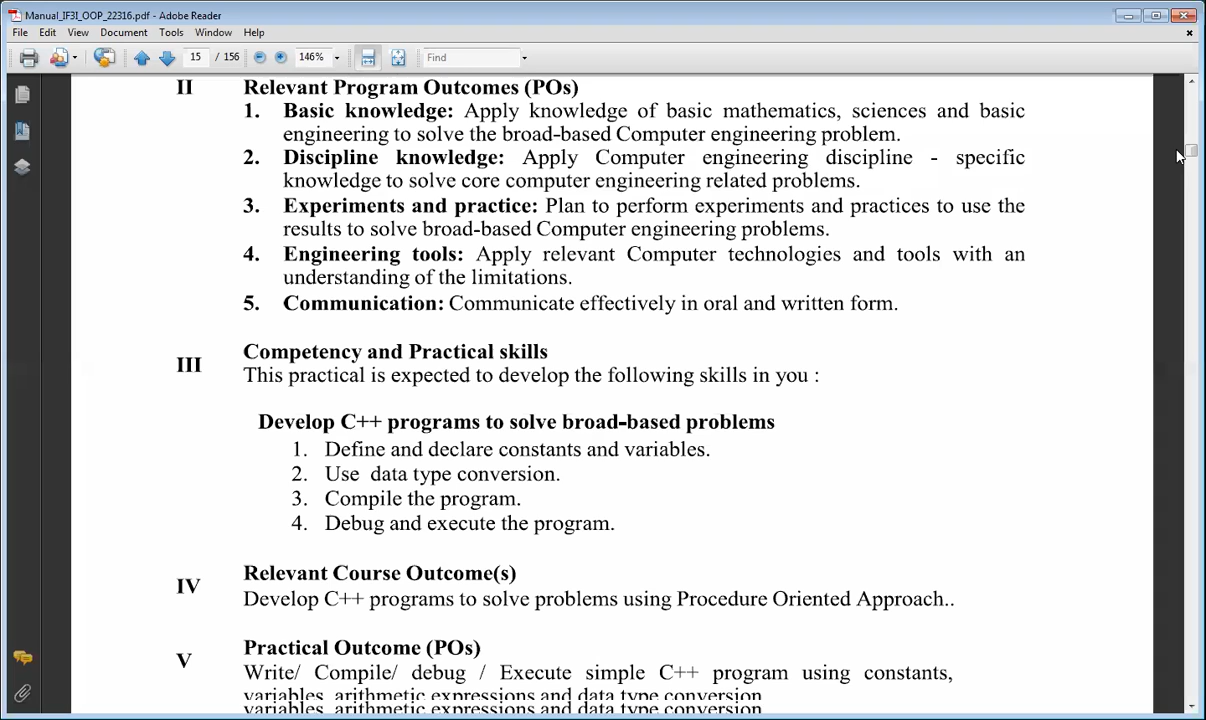 Manual_IF3I_OOP_22316.pdf - Adobe Reader
File Edit View Document Tools Window Help
15 / 156 146% Find
II Relevant Program Outcomes (POs)
1. Basic knowledge: Apply knowledge of basic mathematics, sciences and basic
engineering to solve the broad-based Computer engineering problem.
2. Discipline knowledge: Apply Computer engineering discipline - specific
knowledge to solve core computer engineering related problems.
3. Experiments and practice: Plan to perform experiments and practices to use the
results to solve broad-based Computer engineering problems.
4. Engineering tools: Apply relevant Computer technologies and tools with an
understanding of the limitations.
5. Communication: Communicate effectively in oral and written form.
III Competency and Practical skills
This practical is expected to develop the following skills in you :
Develop C++ programs to solve broad-based problems
1. Define and declare constants and variables.
2. Use data type conversion.
3. Compile the program.
4. Debug and execute the program.
IV Relevant Course Outcome(s)
Develop C++ programs to solve problems using Procedure Oriented Approach..
V Practical Outcome (POs)
Write/ Compile/ debug / Execute simple C++ program using constants,
variables, arithmetic expressions and data type conversion
variables, arithmetic expressions and data type conversion